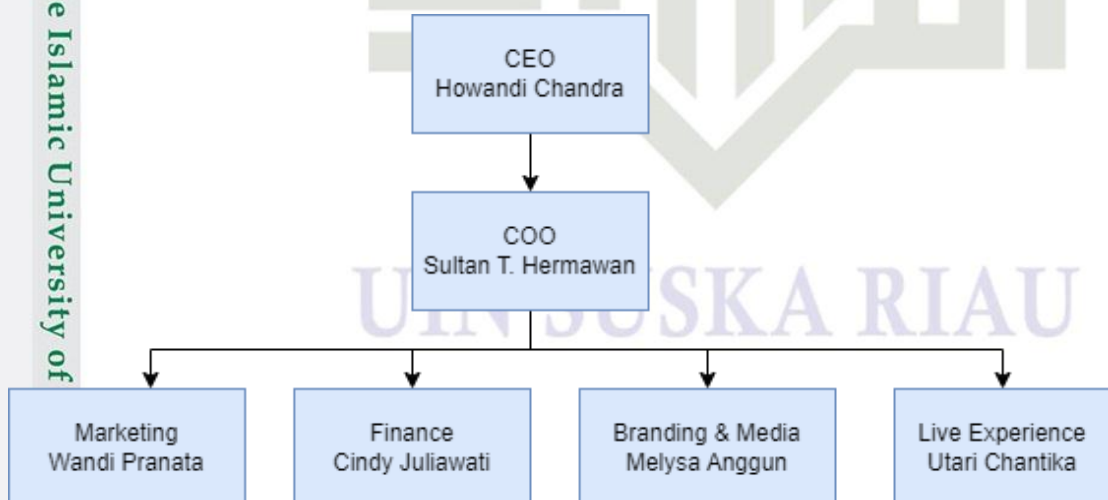 e Islamic University of
CEO
Howandi Chandra
COO
Sultan T. Hermawan
UIN SUSKA RIAU
Marketing
Wandi Pranata
Finance
Cindy Juliawati
Branding & Media
Melysa Anggun
Live Experience
Utari Chantika